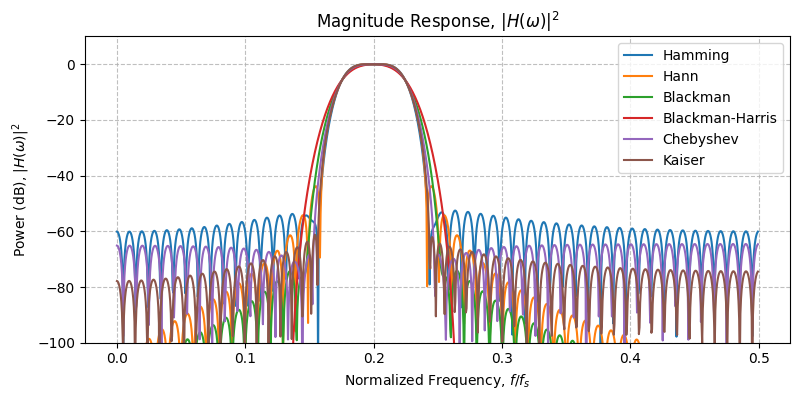 Magnitude Response, |H(ω)|²
Power (dB), |H(ω)|²
0
−20
−40
−60
−80
−100
0.0 0.1 0.2 0.3 0.4 0.5
Normalized Frequency, f/fₛ
Hamming
Hann
Blackman
Blackman-Harris
Chebyshev
Kaiser